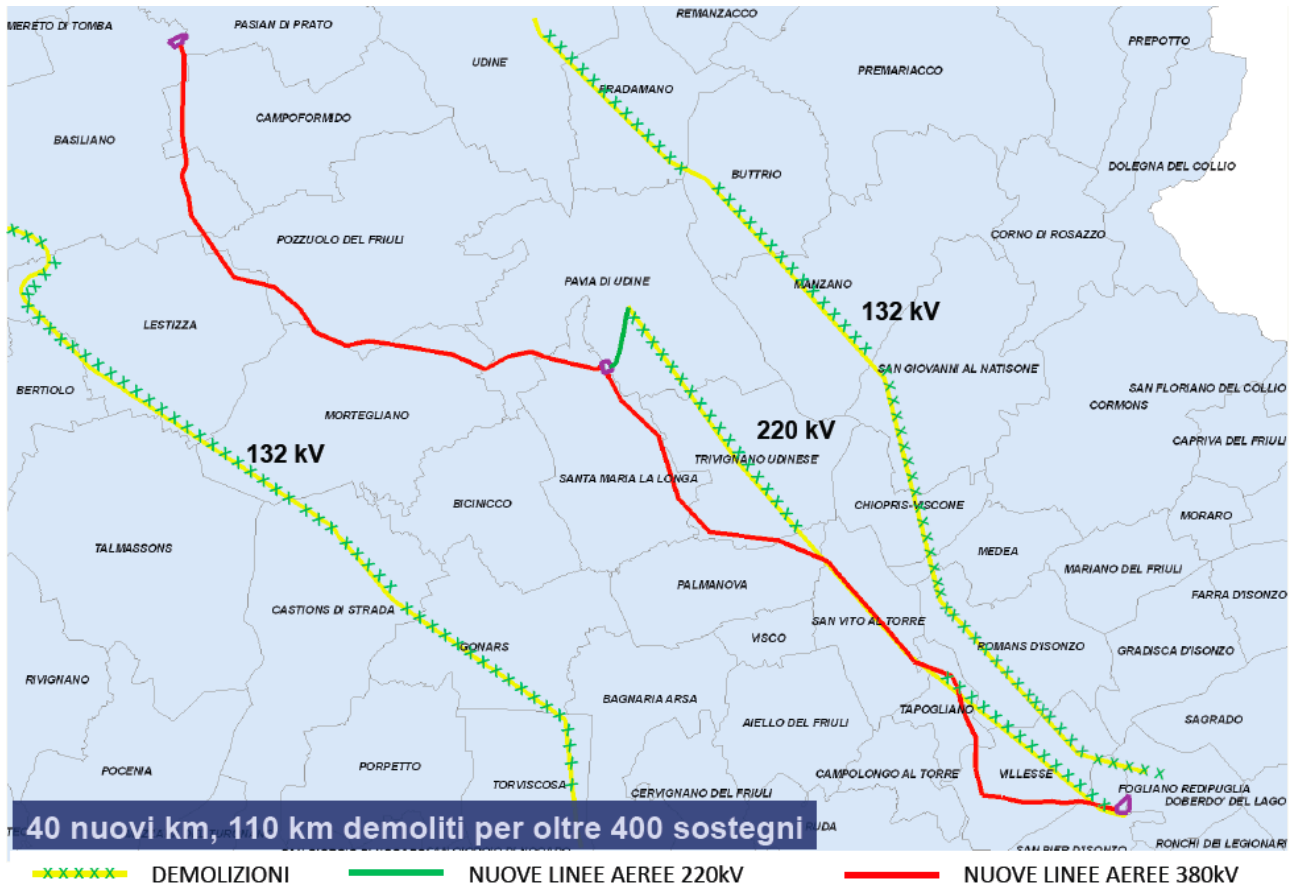 MERETO DI TOMBA
PASIAN DI PRATO
REMANZACCO
PREPOTTO
UDINE
PREMARIACCO
PRADAMANO
CAMPOFORMIDO
BASILIANO
DOLEGNA DEL COLLIO
BUTTRIO
CORNO DI ROSAZZO
POZZUOLO DEL FRIULI
PAVIA DI UDINE
MANZANO
132 kV
LESTIZZA
SAN GIOVANNI AL NATISONE
BERTIOLO
SAN FLORIANO DEL COLLIO
CORMONS
MORTEGLIANO
220 kV
CAPRIVA DEL FRIULI
132 kV
TRIVIGNANO UDINESE
SANTA MARIA LA LONGA
BICINICCO
CHIOPRIS-VISCONE
MORARO
TALMASSONS
MEDEA
MARIANO DEL FRIULI
PALMANOVA
FARRA D'ISONZO
CASTIONS DI STRADA
SAN VITO AL TORRE
VISCO
GONARS
ROMANS D'ISONZO
GRADISCA D'ISONZO
RIVIGNANO
BAGNARIA ARSA
TAPOGLIANO
AIELLO DEL FRIULI
SAGRADO
POCENIA
PORPETTO
CAMPOLONGO AL TORRE
VILLESSE
TORVISCOSA
CERVIGNANO DEL FRIULI
FOGLIANO REDIPUGLIA
DOBERDO' DEL LAGO
40 nuovi km, 110 km demoliti per oltre 400 sostegni
RUDA
RONCHI DEI LEGIONARI
SAN PIER D'ISONZO
DEMOLIZIONI
NUOVE LINEE AEREE 220kV
NUOVE LINEE AEREE 380kV